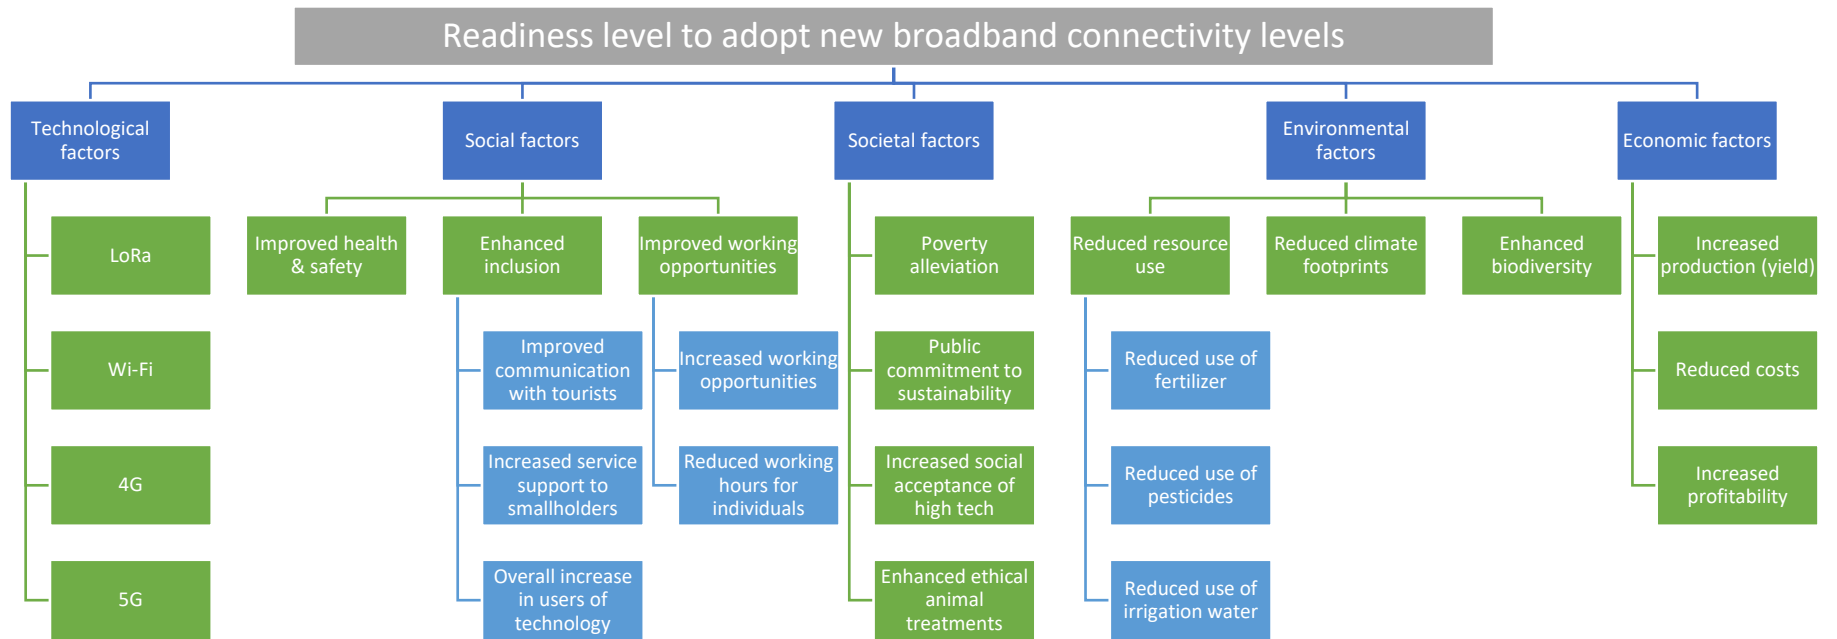 Readiness level to adopt new broadband connectivity levels
Technological
factors
Social factors
Societal factors
Environmental
factors
Economic factors
LoRa
Wi-Fi
4G
5G
Improved health
& safety
Enhanced
inclusion
Improved working
opportunities
Improved
communication
with tourists
Increased service
support to
smallholders
Overall increase
in users of
technology
Increased working
opportunities
Reduced working
hours for
individuals
Poverty
alleviation
Public
commitment to
sustainability
Increased social
acceptance of
high tech
Enhanced ethical
animal
treatments
Reduced resource
use
Reduced climate
footprints
Enhanced
biodiversity
Reduced use of
fertilizer
Reduced use of
pesticides
Reduced use of
irrigation water
Increased
production (yield)
Reduced costs
Increased
profitability